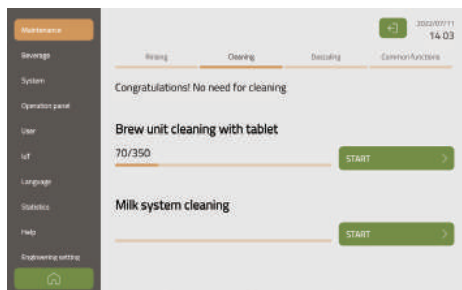 Maintenance
Beverage
System
Operation panel
User
IoT
Language
Statistics
Help
Engineering setting
2022/07/11
14 03
Rinsing
Cleaning
Descaling
Common functions
Congratulations! No need for cleaning
Brew unit cleaning with tablet
70/350
START
Milk system cleaning
START